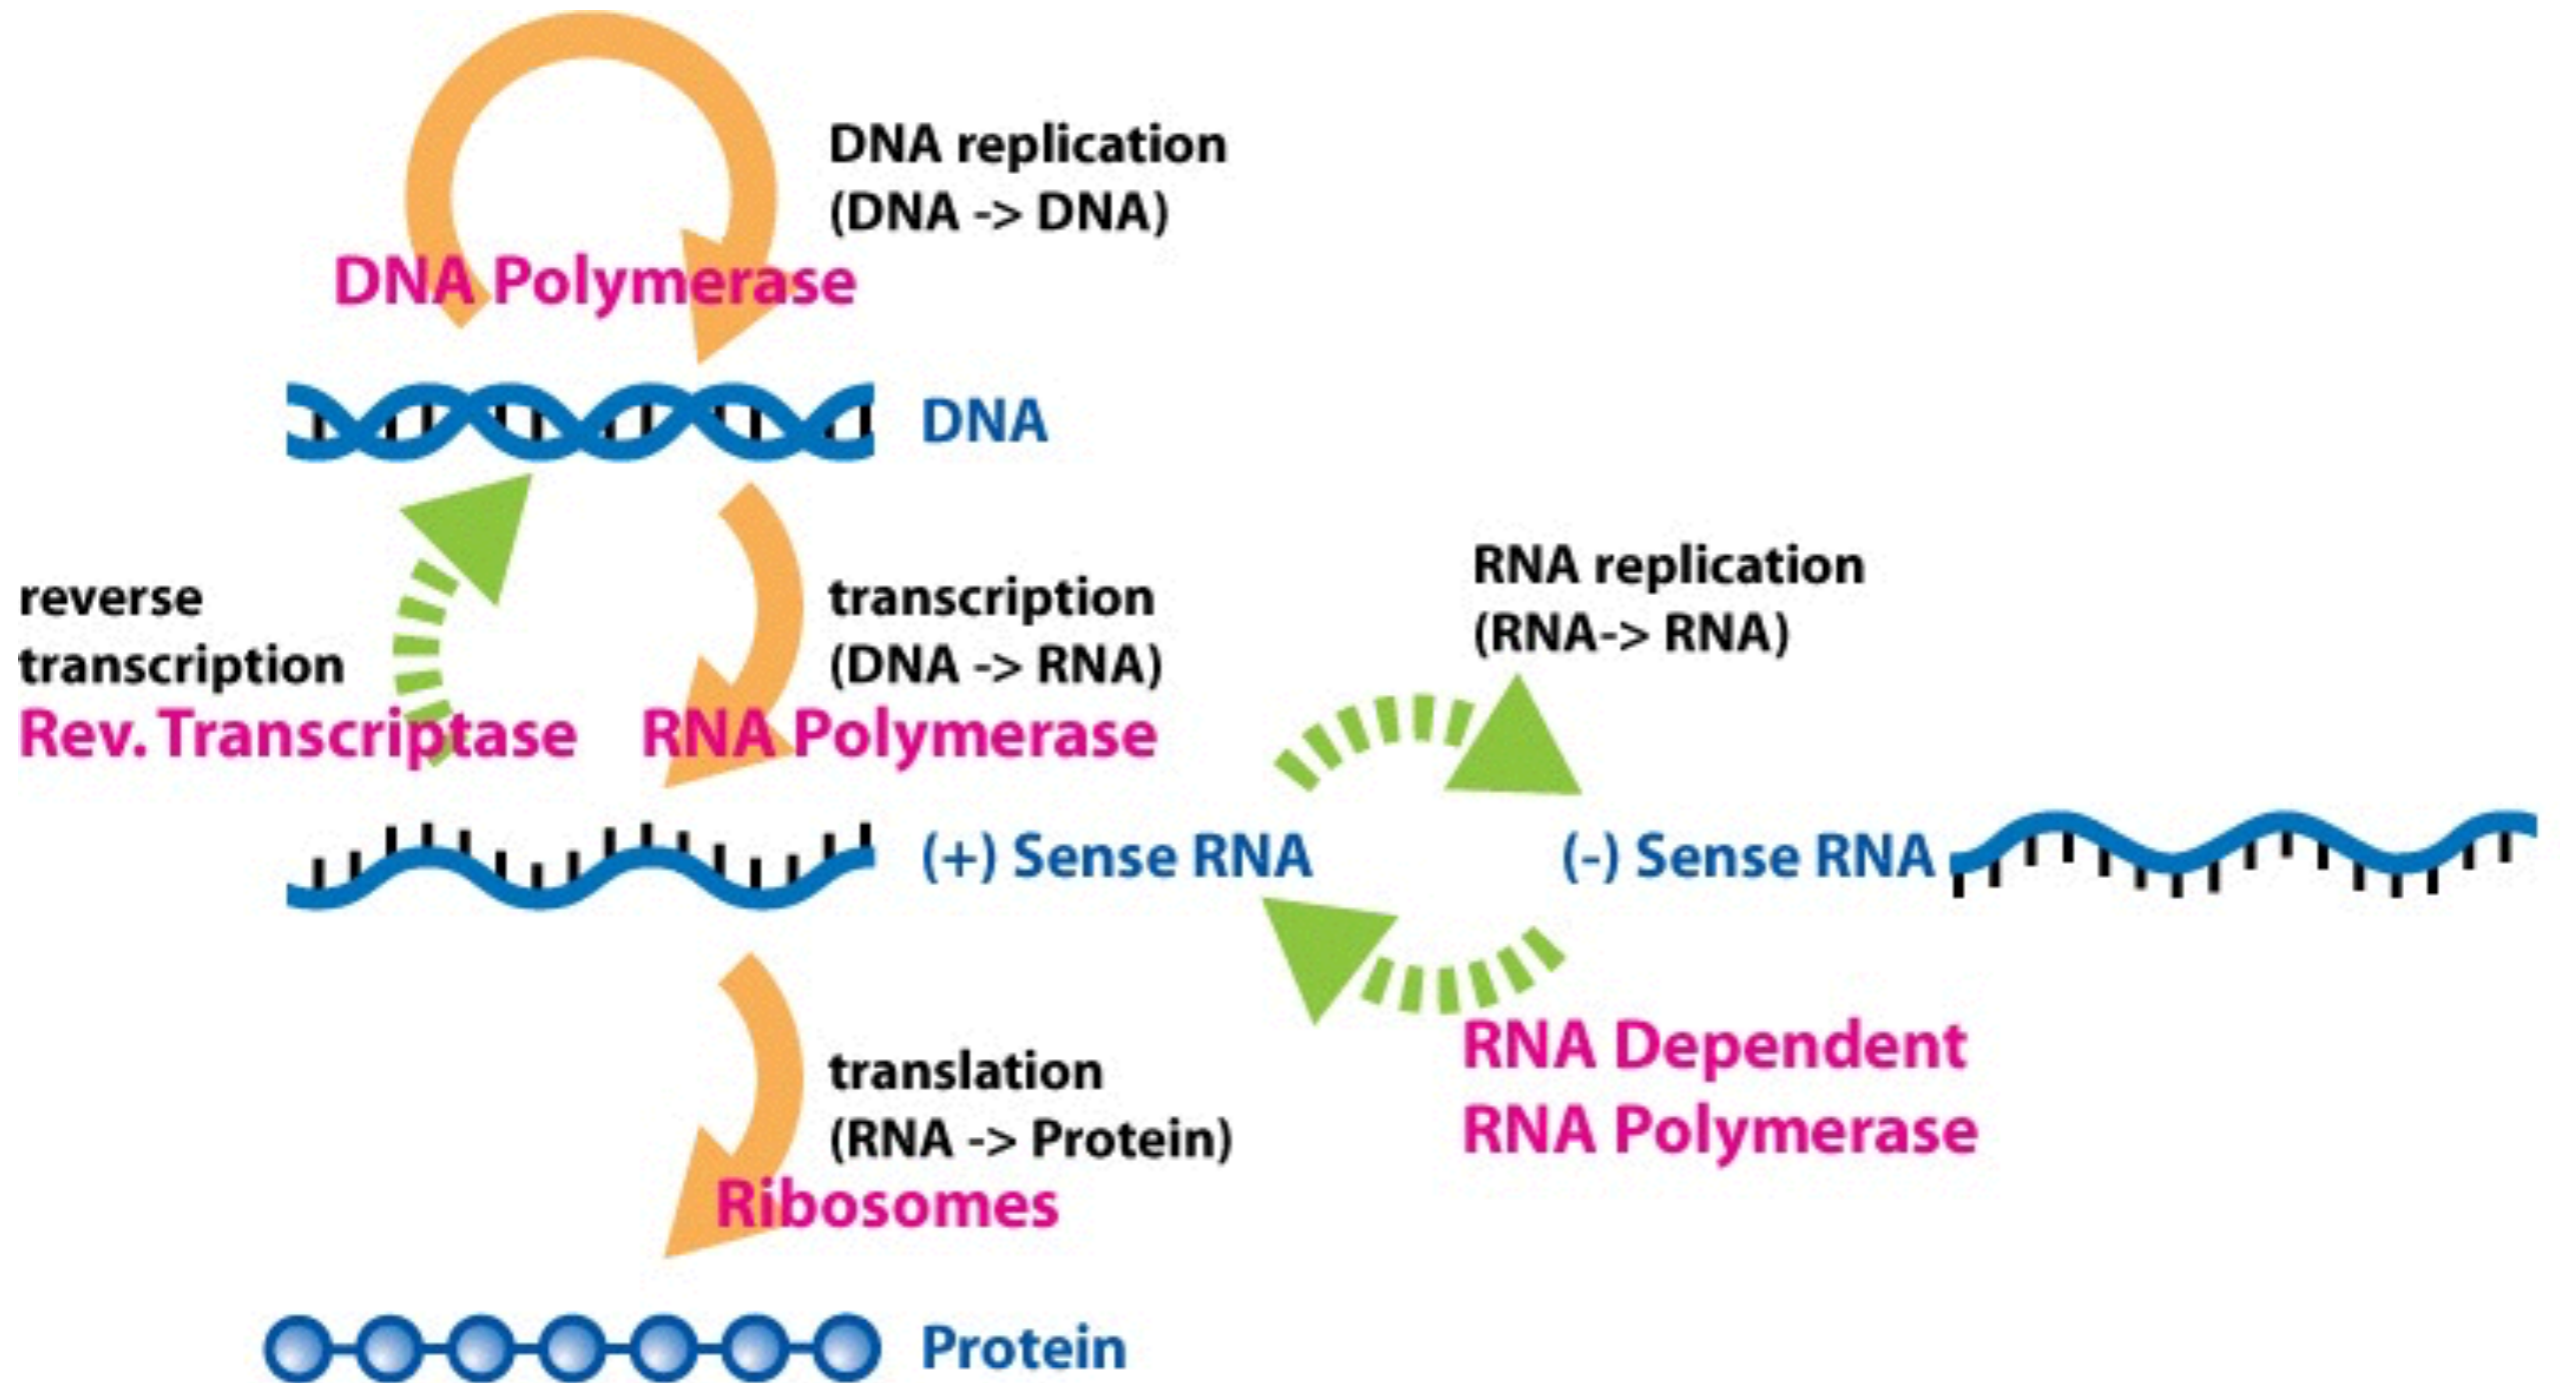 DNA replication
(DNA -> DNA)
DNA Polymerase
DNA
reverse
transcription
Rev. Transcriptase
transcription
(DNA -> RNA)
RNA Polymerase
RNA replication
(RNA-> RNA)
(+) Sense RNA
(-) Sense RNA
RNA Dependent
RNA Polymerase
translation
(RNA -> Protein)
Ribosomes
Protein